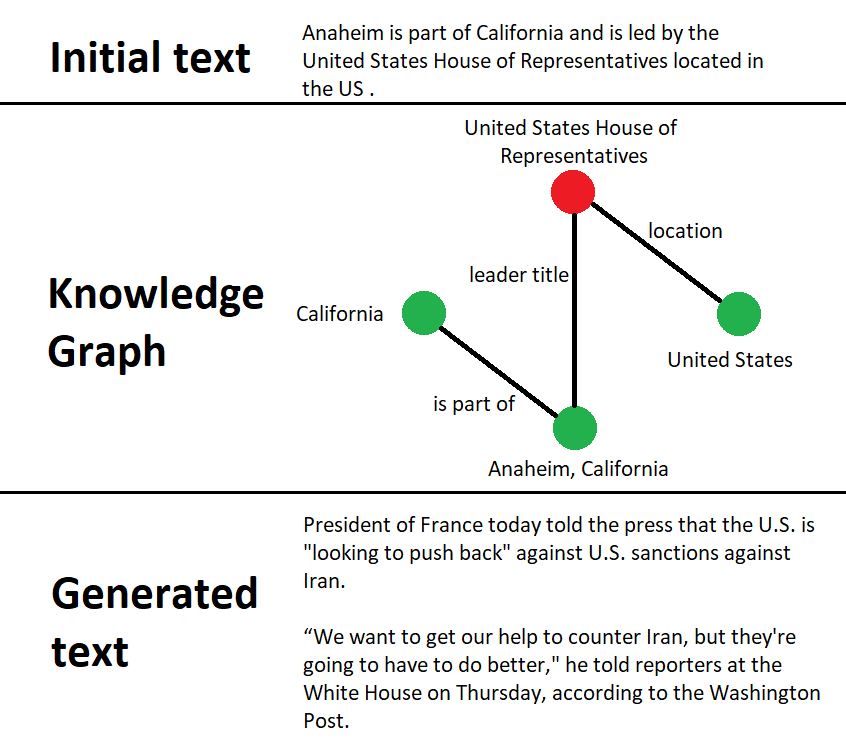 Initial text
Anaheim is part of California and is led by the
United States House of Representatives located in
the US .
United States House of
Representatives
location
leader title
Knowledge
Graph
California
United States
is part of
Anaheim, California
Generated
text
President of France today told the press that the U.S. is
"looking to push back" against U.S. sanctions against
Iran.
“We want to get our help to counter Iran, but they're
going to have to do better," he told reporters at the
White House on Thursday, according to the Washington
Post.